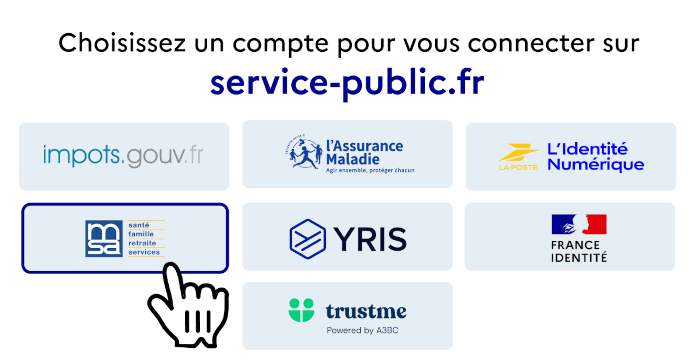 Choisissez un compte pour vous connecter sur
service-public.fr
impots.gouv.fr
l'Assurance
Maladie
Agir ensemble, protéger chacun
LA POSTE
L'Identité
Numérique
msa
santé
famille
retraite
services
YRIS
FRANCE
IDENTITÉ
trustme
Powered by A3BC